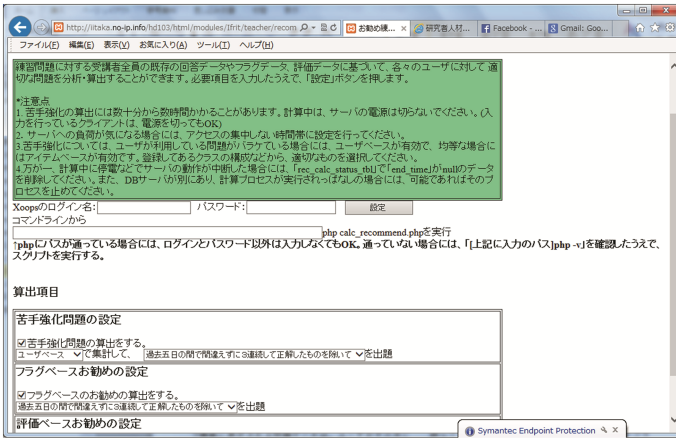 http://iitaka.no-ip.info/hd103/html/modules/Ifrit/teacher/recom
お勧め練...
研究者人材...
Facebook - ...
Gmail: Goo...
ファイル(F) 編集(E) 表示(V) お気に入り(A) ツール(T) ヘルプ(H)
練習問題に対する受講者全員の既存の回答データやフラグデータ、評価データに基づいて、各々のユーザに対して適
切な問題を分析・算出することができます。必要項目を入力したうえで、「設定」ボタンを押します。
*注意点
1. 苦手強化の算出には数十分から数時間かかることがあります。計算中は、サーバの電源は切らないでください。(入
力を行っているクライアントは、電源を切ってもOK)
2. サーバへの負荷が気になる場合には、アクセスの集中しない時間帯に設定を行ってください。
3.苦手強化については、ユーザが利用している問題がバラケている場合には、ユーザベースが有効で、均等な場合に
はアイテムベースが有効です。登録してあるクラスの構成などから、適切なものを選択してください。
4.万が一、計算中に停電などでサーバの動作が中断した場合には、「rec_calc_status_tbl」で「end_time」がnullのデータ
を削除してください。また、DBサーバが別にあり、計算プロセスが実行されっぱなしの場合には、可能であればそのプ
ロセスを止めてください。
Xoopsのログイン名: パスワード: 設定
コマンドラインから
php calc_recommend.phpを実行
↑phpにパスが通っている場合には、ログインとパスワード以外は入力しなくてもOK。通っていない場合には、「[上記に入力のパス]php -v」を確認したうえで、
スクリプトを実行する。
算出項目
苦手強化問題の設定
苦手強化問題の算出をする。
ユーザベース で集計して、 過去五日の間で間違えずに3連続して正解したものを除いて を出題
フラグベースお勧めの設定
フラグベースのお勧めの算出をする。
過去五日の間で間違えずに3連続して正解したものを除いて を出題
評価ベースお勧めの設定
Symantec Endpoint Protection